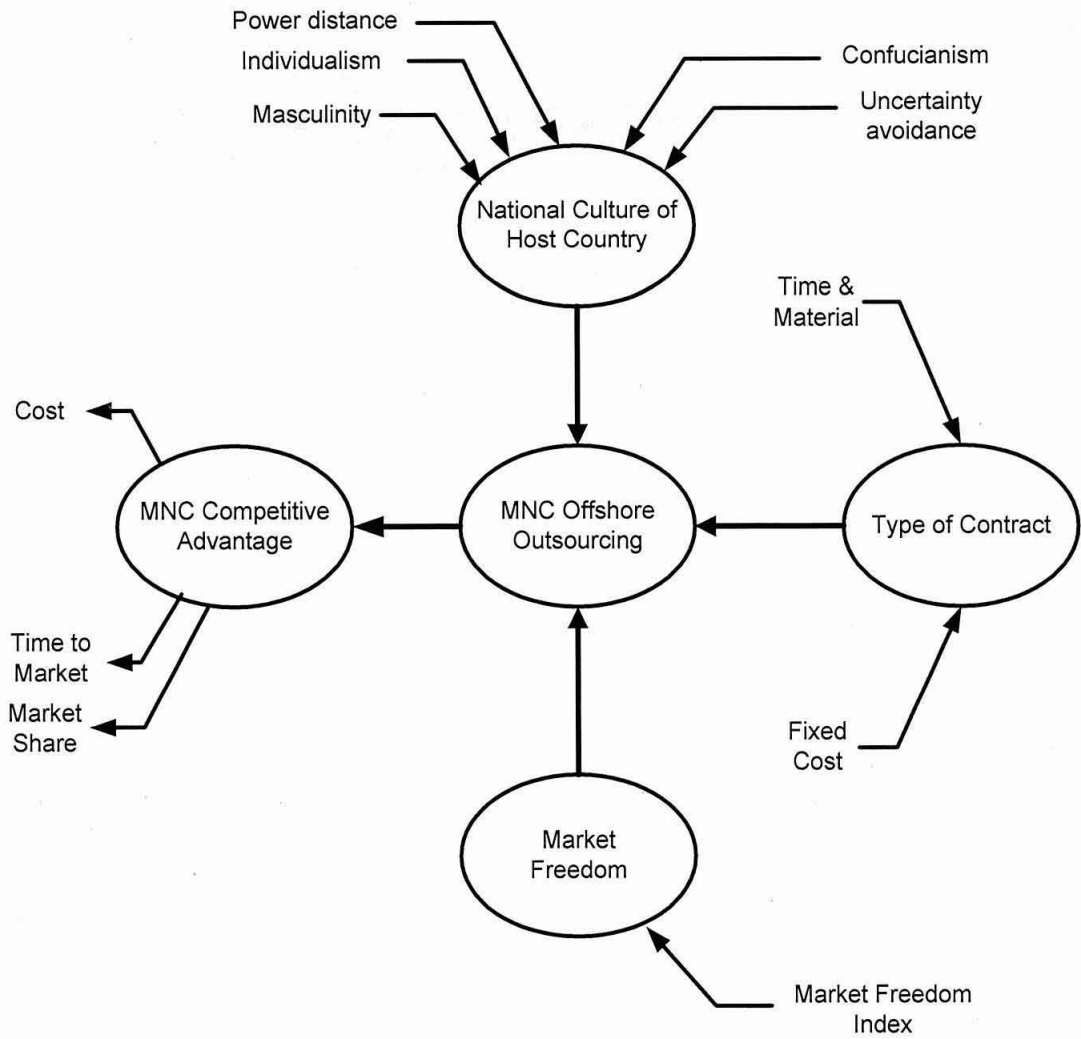 Power distance
Individualism
Masculinity
Confucianism
Uncertainty
avoidance
National Culture of
Host Country
Time &
Material
Cost
MNC Competitive
Advantage
MNC Offshore
Outsourcing
Type of Contract
Time to
Market
Market
Share
Fixed
Cost
Market
Freedom
Market Freedom
Index